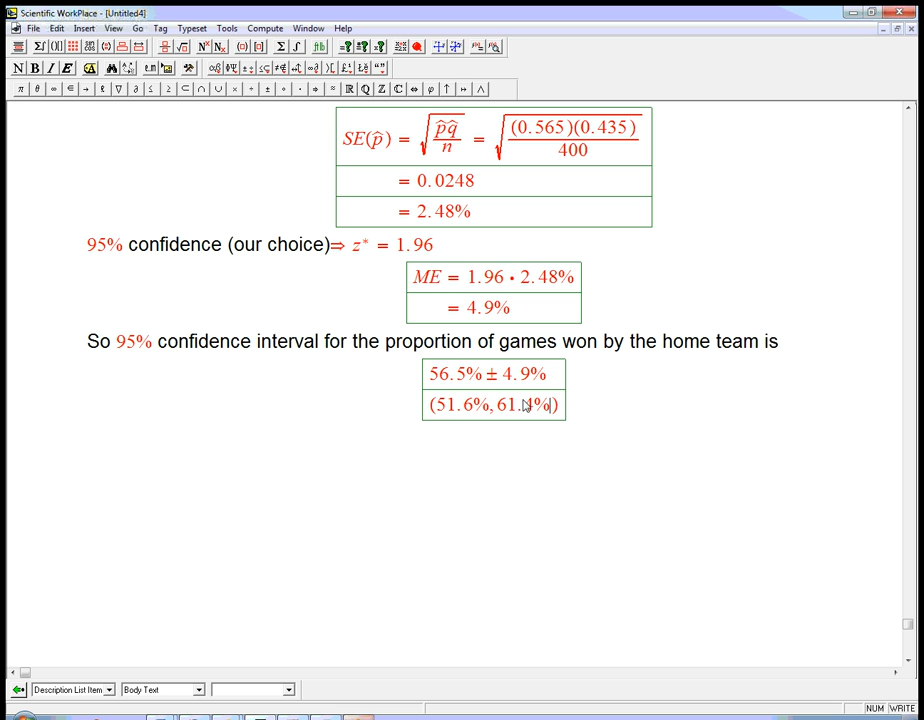 Scientific WorkPlace - [Untitled4]
File Edit Insert View Go Tag Typeset Tools Compute Window Help
SE(p̂) = √(p̂q̂/n) = √((0.565)(0.435)/400)
= 0.0248
= 2.48%
95% confidence (our choice)⇒ z* = 1.96
ME = 1.96 • 2.48%
= 4.9%
So 95% confidence interval for the proportion of games won by the home team is
56.5% ± 4.9%
(51.6%, 61.4%)
Description List Item Body Text
NUM WRITE